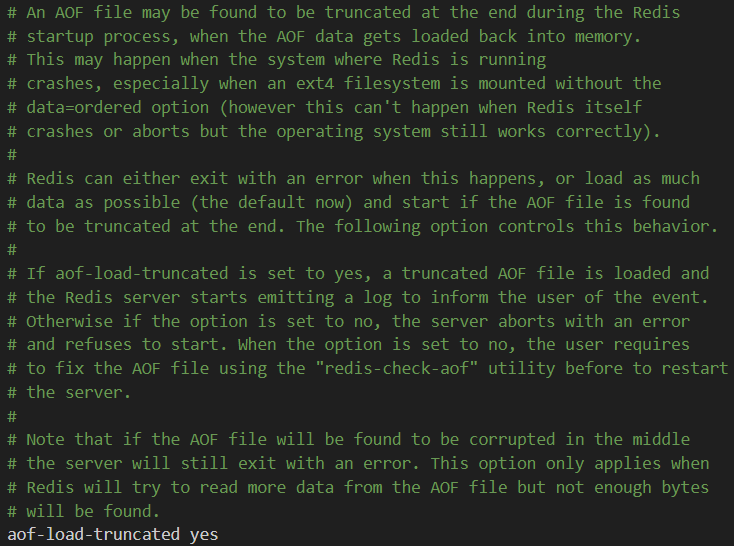 # An AOF file may be found to be truncated at the end during the Redis
# startup process, when the AOF data gets loaded back into memory.
# This may happen when the system where Redis is running
# crashes, especially when an ext4 filesystem is mounted without the
# data=ordered option (however this can't happen when Redis itself
# crashes or aborts but the operating system still works correctly).
#
# Redis can either exit with an error when this happens, or load as much
# data as possible (the default now) and start if the AOF file is found
# to be truncated at the end. The following option controls this behavior.
#
# If aof-load-truncated is set to yes, a truncated AOF file is loaded and
# the Redis server starts emitting a log to inform the user of the event.
# Otherwise if the option is set to no, the server aborts with an error
# and refuses to start. When the option is set to no, the user requires
# to fix the AOF file using the "redis-check-aof" utility before to restart
# the server.
#
# Note that if the AOF file will be found to be corrupted in the middle
# the server will still exit with an error. This option only applies when
# Redis will try to read more data from the AOF file but not enough bytes
# will be found.
aof-load-truncated yes